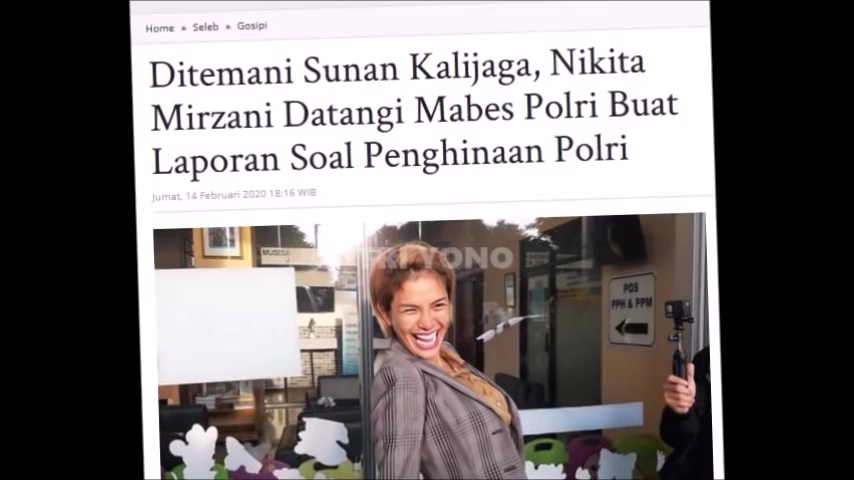 Home » Seleb » Gosipi
Ditemani Sunan Kalijaga, Nikita
Mirzani Datangi Mabes Polri Buat
Laporan Soal Penghinaan Polri
Jumat, 14 Februari 2020 18:16 WIB
YONO
POS
PPH & PPM